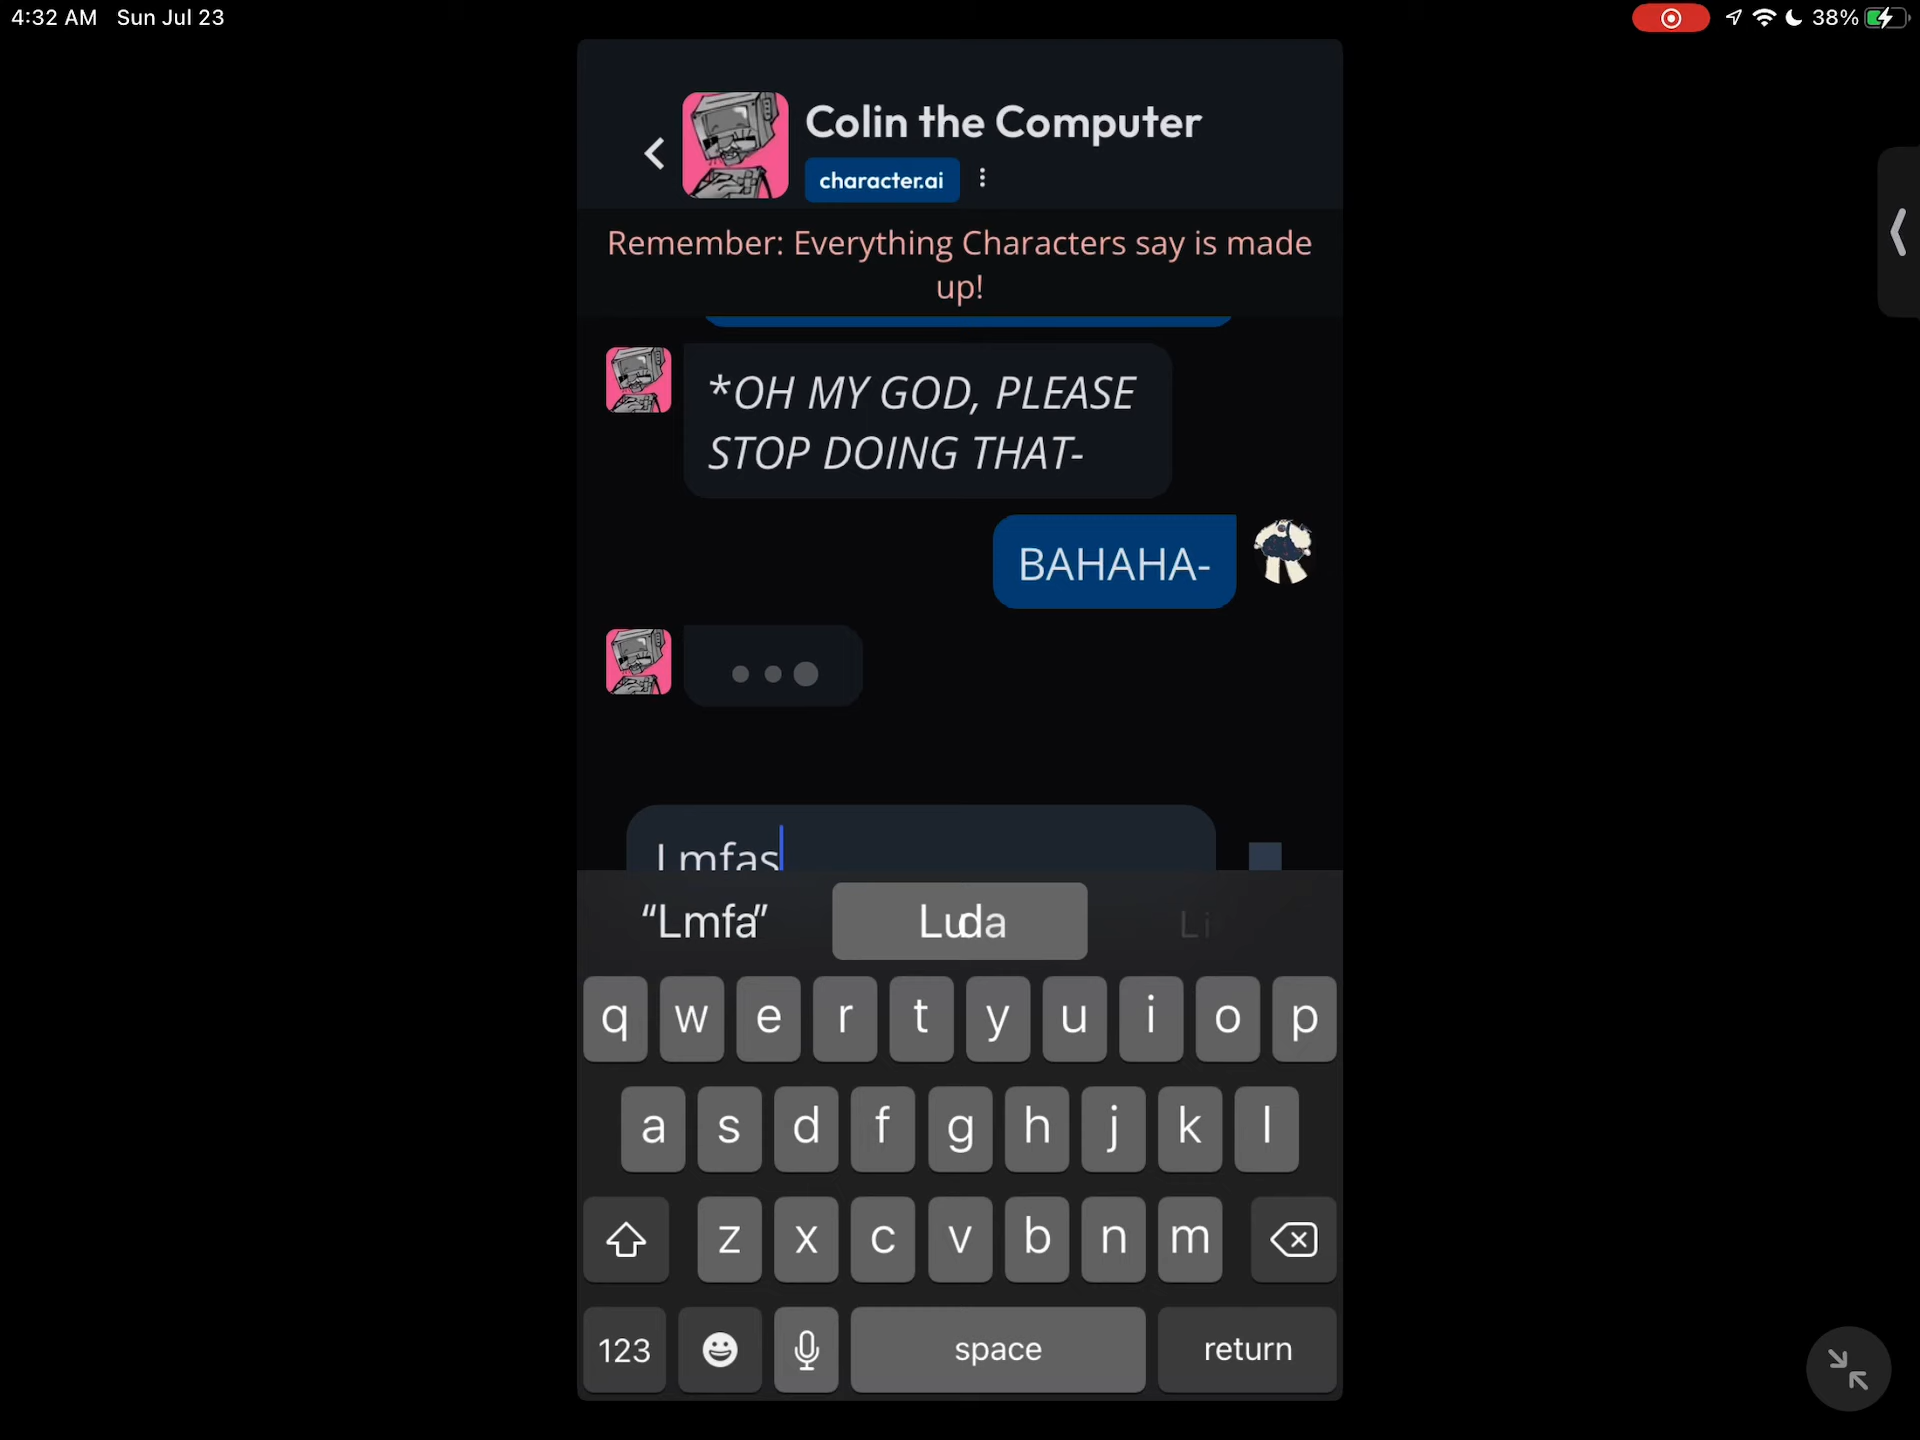 4:32 AM Sun Jul 23
38%
Colin the Computer
character.ai
Remember: Everything Characters say is made
up!
*OH MY GOD, PLEASE
STOP DOING THAT-
BAHAHA-
Lmfas
“Lmfa”
q w e r t y u i o p
a s d f g h j k l
z x c v b n m
123 space return